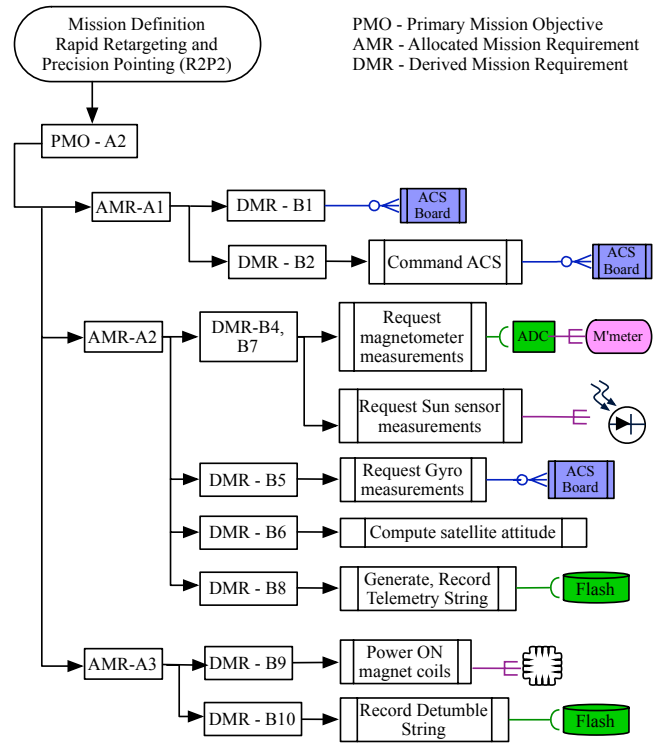 Mission Definition
Rapid Retargeting and
Precision Pointing (R2P2)
PMO - Primary Mission Objective
AMR - Allocated Mission Requirement
DMR - Derived Mission Requirement
PMO - A2
AMR-A1
DMR - B1
ACS
Board
DMR - B2
Command ACS
ACS
Board
AMR-A2
DMR-B4,
B7
Request
magnetometer
measurements
ADC
M'meter
Request Sun sensor
measurements
DMR - B5
Request Gyro
measurements
ACS
Board
DMR - B6
Compute satellite attitude
DMR - B8
Generate, Record
Telemetry String
Flash
AMR-A3
DMR - B9
Power ON
magnet coils
DMR - B10
Record Detumble
String
Flash